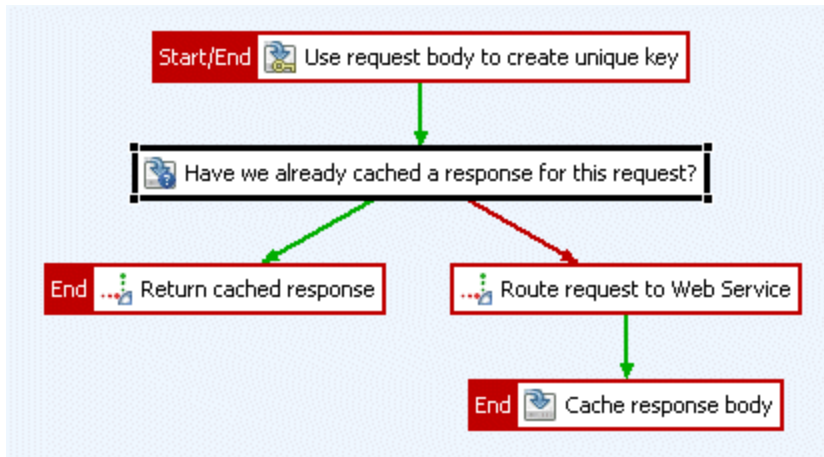 Start/End Use request body to create unique key
Have we already cached a response for this request?
End Return cached response
Route request to Web Service
End Cache response body